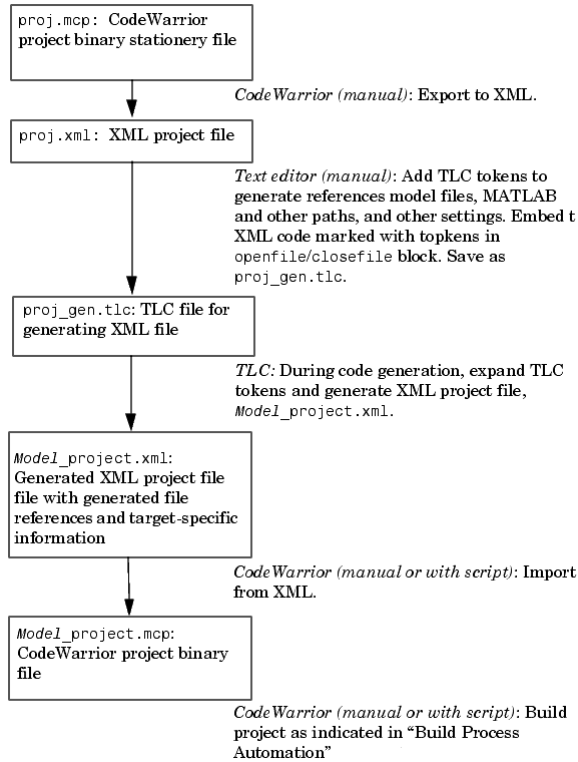 proj.mcp: CodeWarrior
project binary stationery file
CodeWarrior (manual): Export to XML.
proj.xml: XML project file
Text editor (manual): Add TLC tokens to
generate references model files, MATLAB
and other paths, and other settings. Embed t
XML code marked with topkens in
openfile/closefile block. Save as
proj_gen.tlc.
proj_gen.tlc: TLC file for
generating XML file
TLC: During code generation, expand TLC
tokens and generate XML project file,
Model_project.xml.
Model_project.xml:
Generated XML project file
file with generated file
references and target-specific
information
CodeWarrior (manual or with script): Import
from XML.
Model_project.mcp:
CodeWarrior project binary
file
CodeWarrior (manual or with script): Build
project as indicated in “Build Process
Automation”